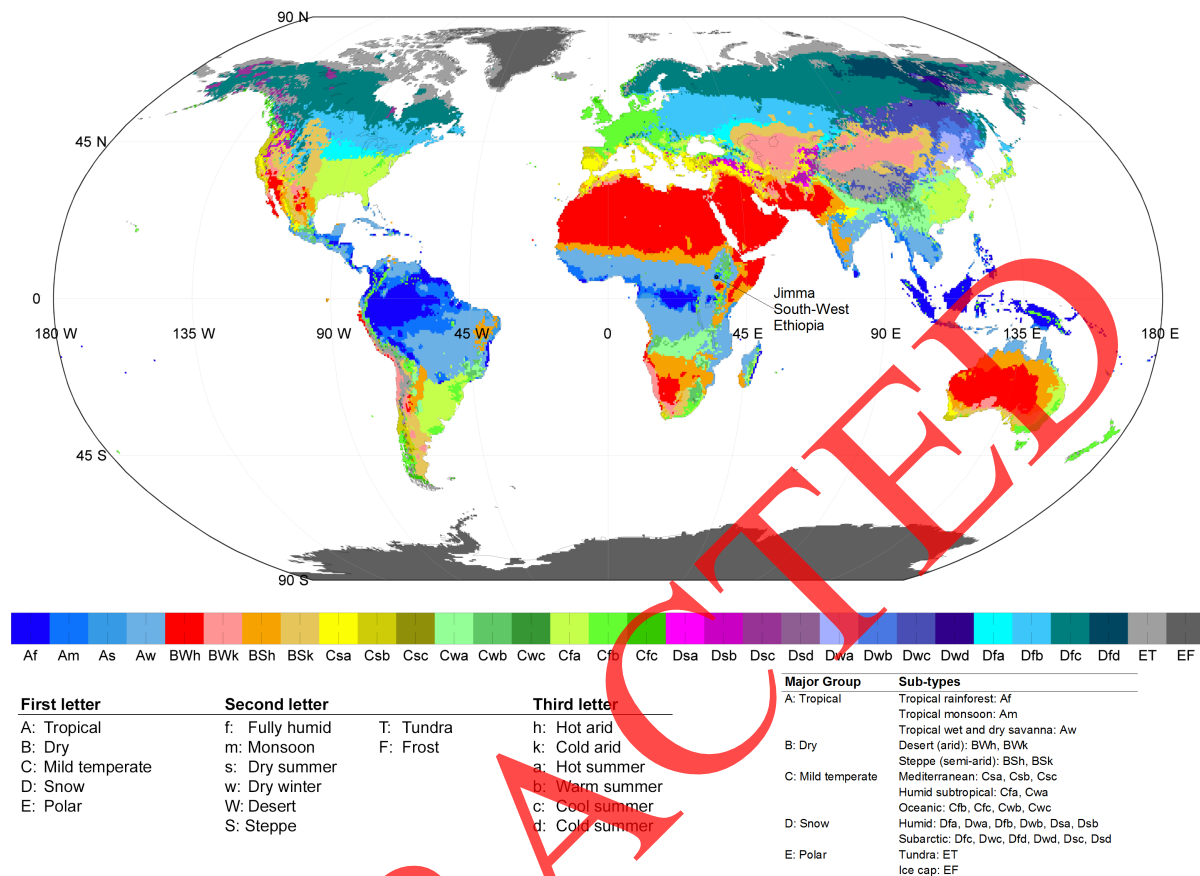 90 N
45 N
0
180 W 135 W 90 W 45 W 0 45 E 90 E 135 E 180 E
Jimma
South-West
Ethiopia
45 S
90 S
Af Am As Aw BWh BWk BSh BSk Csa Csb Csc Cwa Cwb Cwc Cfa Cfb Cfc Dsa Dsb Dsc Dsd Dwa Dwb Dwc Dwd Dfa Dfb Dfc Dfd ET EF
First letter Second letter Third letter
A: Tropical f: Fully humid T: Tundra h: Hot arid
B: Dry m: Monsoon F: Frost k: Cold arid
C: Mild temperate s: Dry summer a: Hot summer
D: Snow w: Dry winter b: Warm summer
E: Polar W: Desert c: Cool summer
S: Steppe d: Cold summer
Major Group Sub-types
A: Tropical Tropical rainforest: Af
Tropical monsoon: Am
Tropical wet and dry savanna: Aw
B: Dry Desert (arid): BWh, BWk
Steppe (semi-arid): BSh, BSk
C: Mild temperate Mediterranean: Csa, Csb, Csc
Humid subtropical: Cfa, Cwa
Oceanic: Cfb, Cfc, Cwb, Cwc
D: Snow Humid: Dfa, Dwa, Dfb, Dwb, Dsa, Dsb
Subarctic: Dfc, Dwc, Dfd, Dwd, Dsc, Dsd
E: Polar Tundra: ET
Ice cap: EF
ACTED